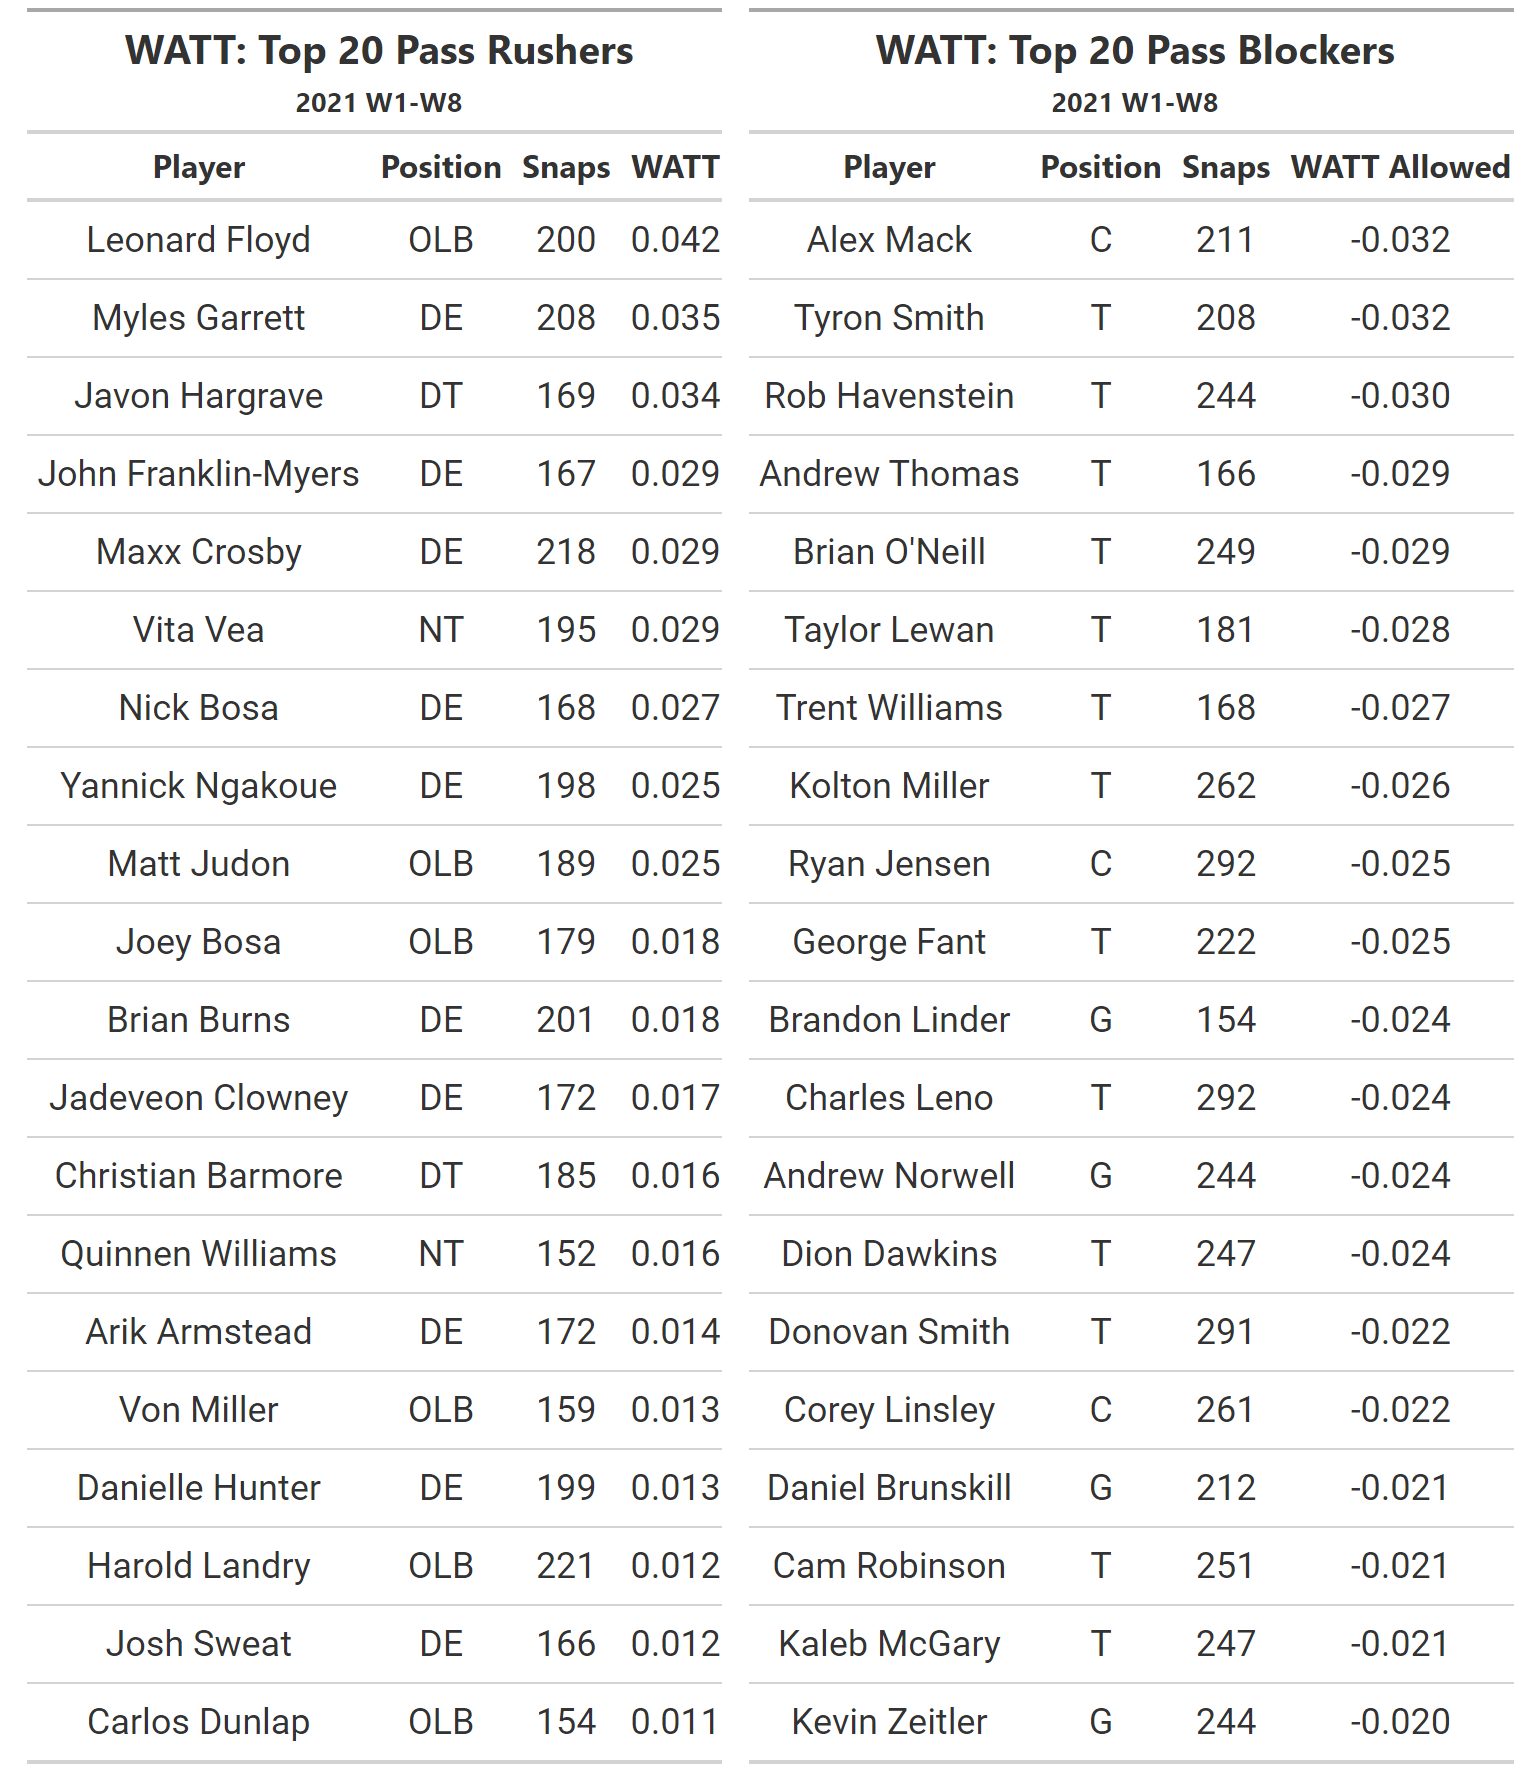 WATT: Top 20 Pass Rushers
2021 W1-W8
Player Position Snaps WATT
Leonard Floyd OLB 200 0.042
Myles Garrett DE 208 0.035
Javon Hargrave DT 169 0.034
John Franklin-Myers DE 167 0.029
Maxx Crosby DE 218 0.029
Vita Vea NT 195 0.029
Nick Bosa DE 168 0.027
Yannick Ngakoue DE 198 0.025
Matt Judon OLB 189 0.025
Joey Bosa OLB 179 0.018
Brian Burns DE 201 0.018
Jadeveon Clowney DE 172 0.017
Christian Barmore DT 185 0.016
Quinnen Williams NT 152 0.016
Arik Armstead DE 172 0.014
Von Miller OLB 159 0.013
Danielle Hunter DE 199 0.013
Harold Landry OLB 221 0.012
Josh Sweat DE 166 0.012
Carlos Dunlap OLB 154 0.011
WATT: Top 20 Pass Blockers
2021 W1-W8
Player Position Snaps WATT Allowed
Alex Mack C 211 -0.032
Tyron Smith T 208 -0.032
Rob Havenstein T 244 -0.030
Andrew Thomas T 166 -0.029
Brian O'Neill T 249 -0.029
Taylor Lewan T 181 -0.028
Trent Williams T 168 -0.027
Kolton Miller T 262 -0.026
Ryan Jensen C 292 -0.025
George Fant T 222 -0.025
Brandon Linder G 154 -0.024
Charles Leno T 292 -0.024
Andrew Norwell G 244 -0.024
Dion Dawkins T 247 -0.024
Donovan Smith T 291 -0.022
Corey Linsley C 261 -0.022
Daniel Brunskill G 212 -0.021
Cam Robinson T 251 -0.021
Kaleb McGary T 247 -0.021
Kevin Zeitler G 244 -0.020